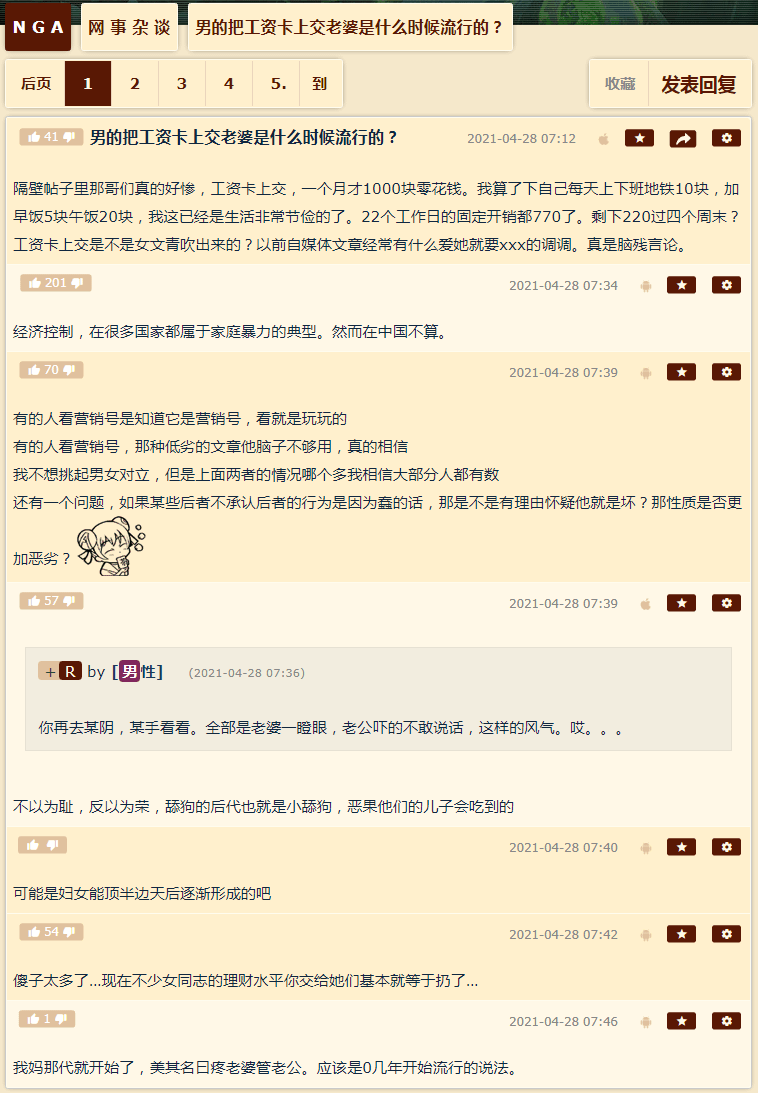 NGA 网事杂谈 男的把工资卡上交老婆是什么时候流行的？
后页 1 2 3 4 5. 到 收藏 发表回复
41 男的把工资卡上交老婆是什么时候流行的？ 2021-04-28 07:12
隔壁帖子里那哥们真的好惨，工资卡上交，一个月才1000块零花钱。我算了下自己每天上下班地铁10块，加
早饭5块午饭20块，我这已经是生活非常节俭的了。22个工作日的固定开销都770了。剩下220过四个周末？
工资卡上交是不是女文青吹出来的？以前自媒体文章经常有什么爱她就要xxx的调调。真是脑残言论。
201 2021-04-28 07:34
经济控制，在很多国家都属于家庭暴力的典型。然而在中国不算。
70 2021-04-28 07:39
有的人看营销号是知道它是营销号，看就是玩玩的
有的人看营销号，那种低劣的文章他脑子不够用，真的相信
我不想挑起男女对立，但是上面两者的情况哪个多我相信大部分人都有数
还有一个问题，如果某些后者不承认后者的行为是因为蠢的话，那是不是有理由怀疑他就是坏？那性质是否更
加恶劣？
57 2021-04-28 07:39
+ R by [男性] (2021-04-28 07:36)
你再去某阴，某手看看。全部是老婆一瞪眼，老公吓的不敢说话，这样的风气。哎。。。
不以为耻，反以为荣，舔狗的后代也就是小舔狗，恶果他们的儿子会吃到的
2021-04-28 07:40
可能是妇女能顶半边天后逐渐形成的吧
54 2021-04-28 07:42
傻子太多了...现在不少女同志的理财水平你交给她们基本就等于扔了...
1 2021-04-28 07:46
我妈那代就开始了，美其名曰疼老婆管老公。应该是0几年开始流行的说法。